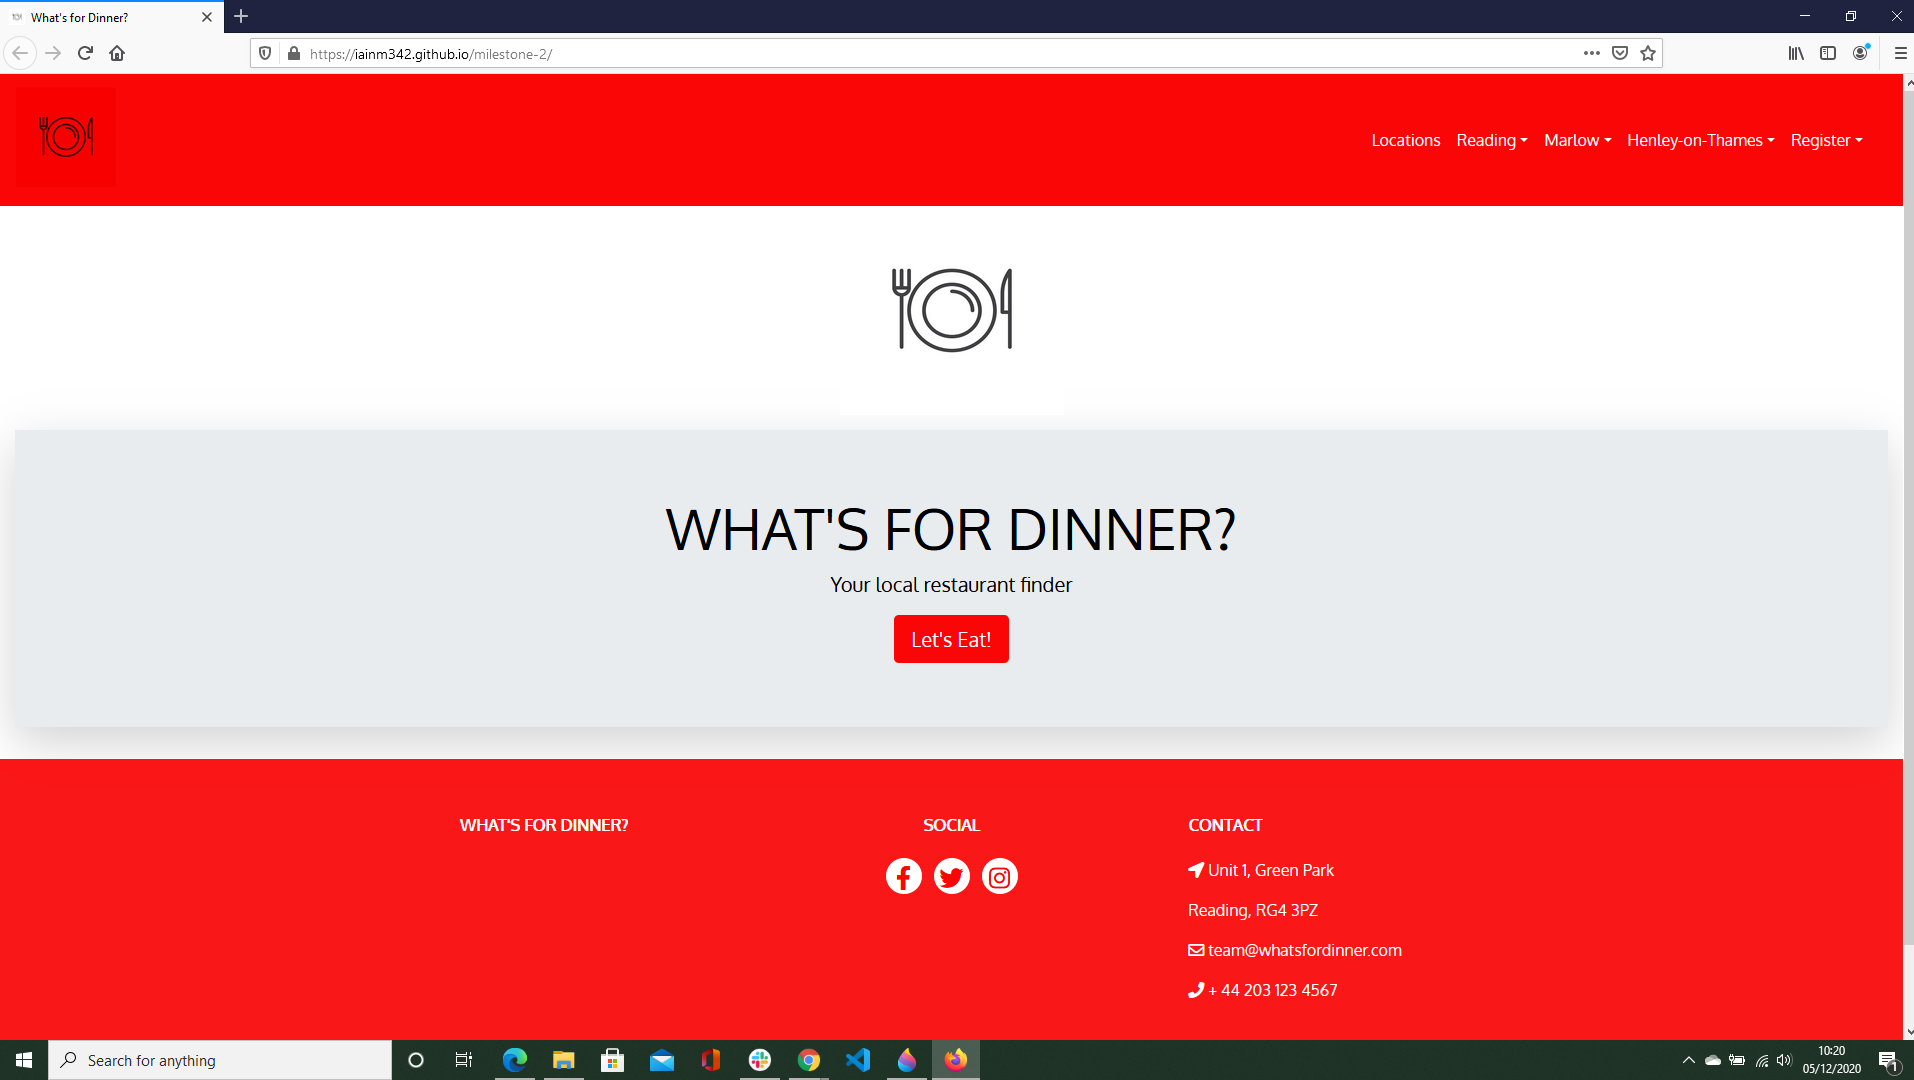 What's for Dinner?
https://iainm342.github.io/milestone-2/
Locations Reading Marlow Henley-on-Thames Register
WHAT'S FOR DINNER?
Your local restaurant finder
Let's Eat!
WHAT'S FOR DINNER?
SOCIAL
CONTACT
Unit 1, Green Park
Reading, RG4 3PZ
team@whatsfordinner.com
+ 44 203 123 4567
Search for anything
10:20
05/12/2020
1